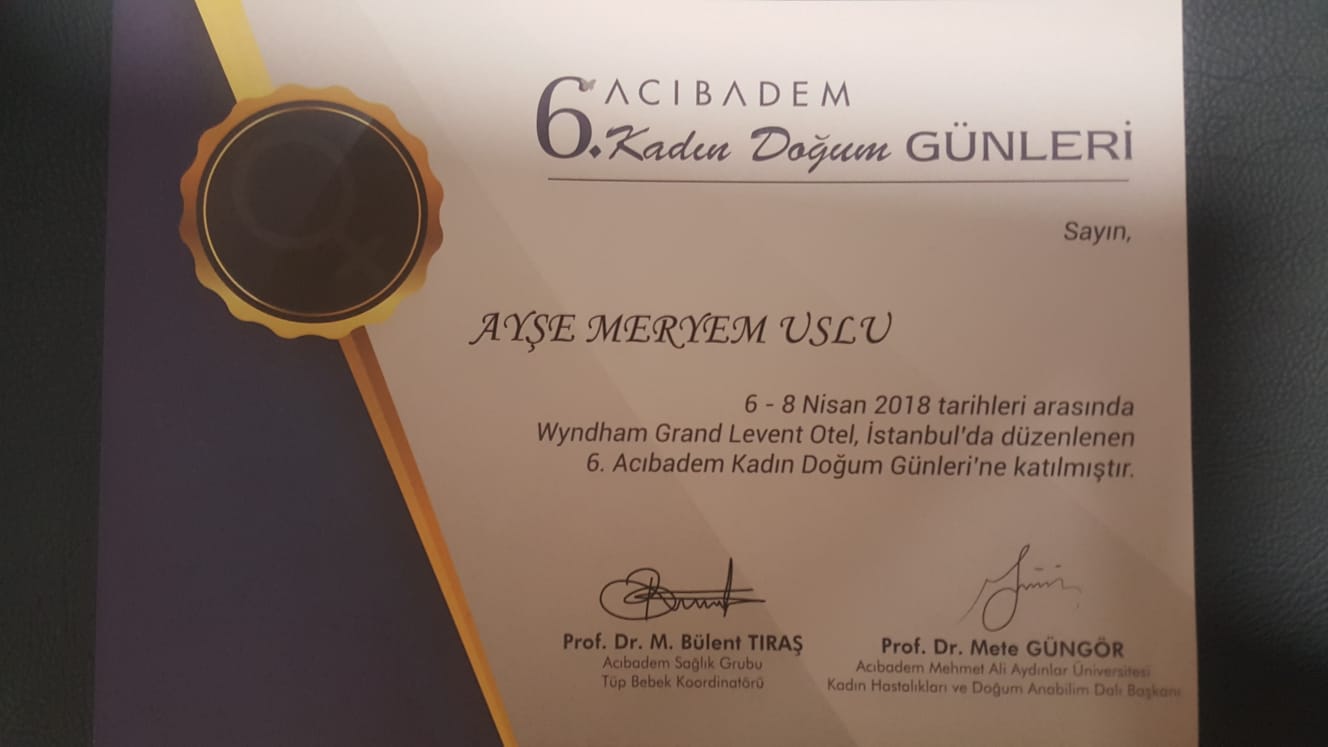 6. ACIBADEM
Kadın Doğum GÜNLERİ
Sayın,
AYŞE MERYEM USLU
6 - 8 Nisan 2018 tarihleri arasında
Wyndham Grand Levent Otel, İstanbul'da düzenlenen
6. Acıbadem Kadın Doğum Günleri'ne katılmıştır.
Prof. Dr. M. Bülent TIRAŞ
Acıbadem Sağlık Grubu
Tüp Bebek Koordinatörü
Prof. Dr. Mete GÜNGÖR
Acıbadem Mehmet Ali Aydınlar Üniversitesi
Kadın Hastalıkları ve Doğum Anabilim Dalı Başkanı